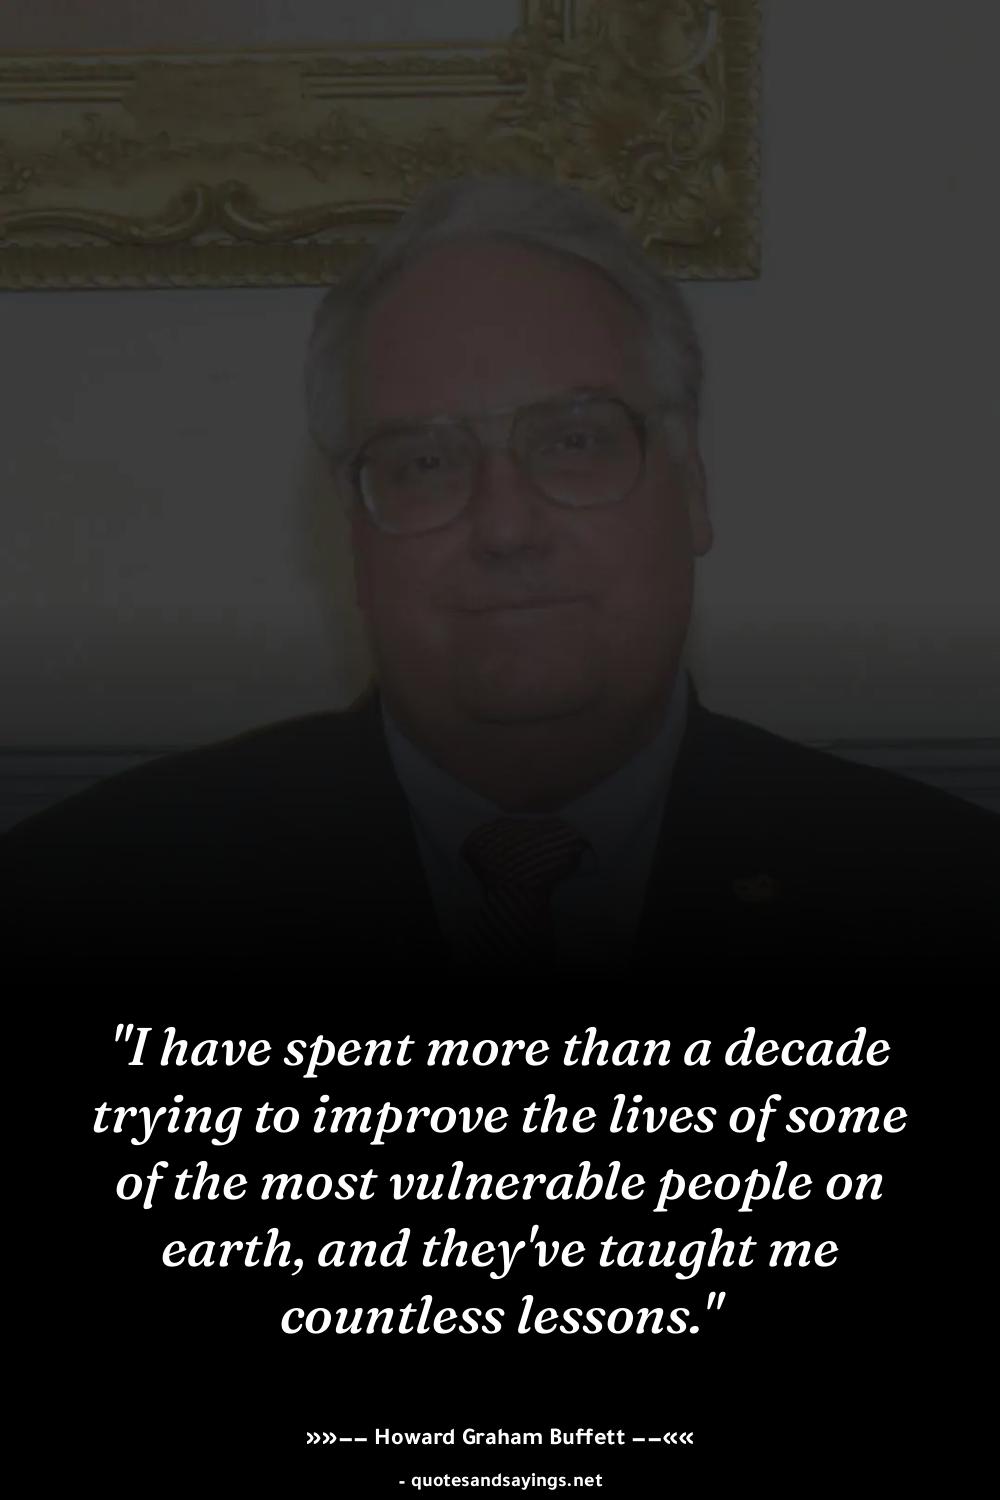 "I have spent more than a decade
trying to improve the lives of some
of the most vulnerable people on
earth, and they've taught me
countless lessons."
»»−− Howard Graham Buffett −−««
- quotesandsayings.net